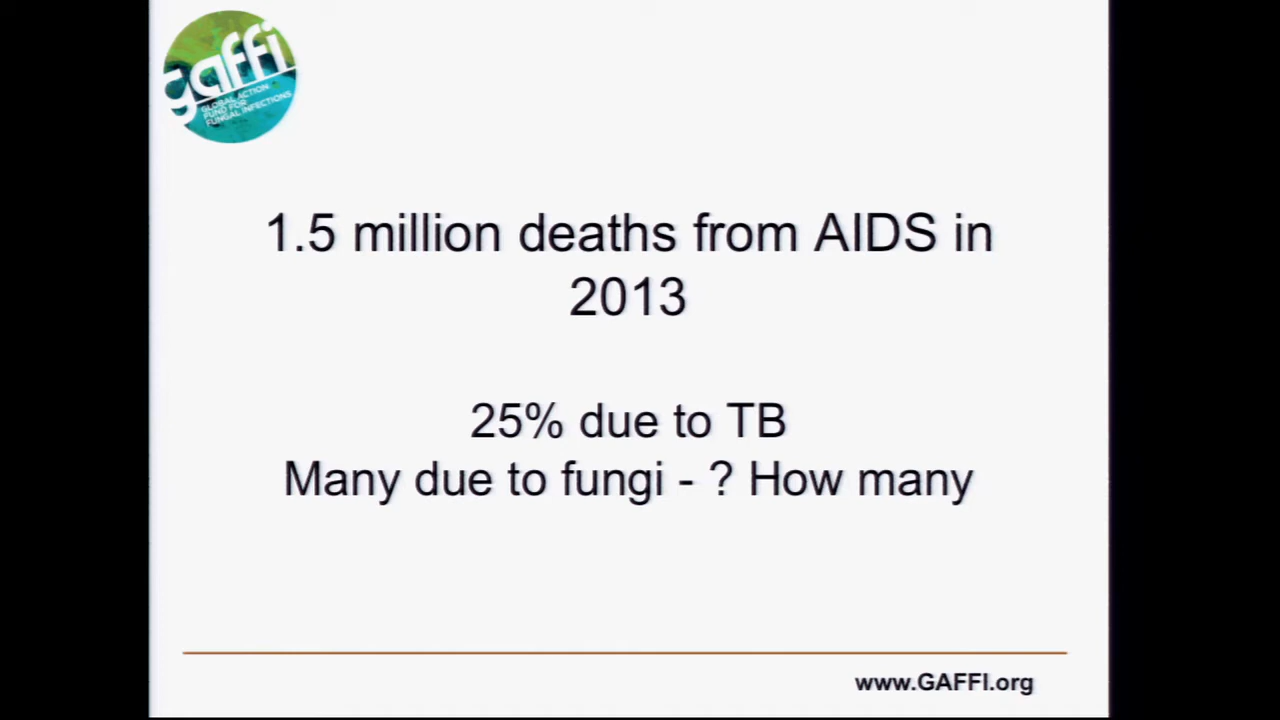 gaffi
GLOBAL ACTION
FUND FOR
FUNGAL INFECTIONS
1.5 million deaths from AIDS in
2013
25% due to TB
Many due to fungi - ? How many
www.GAFFI.org